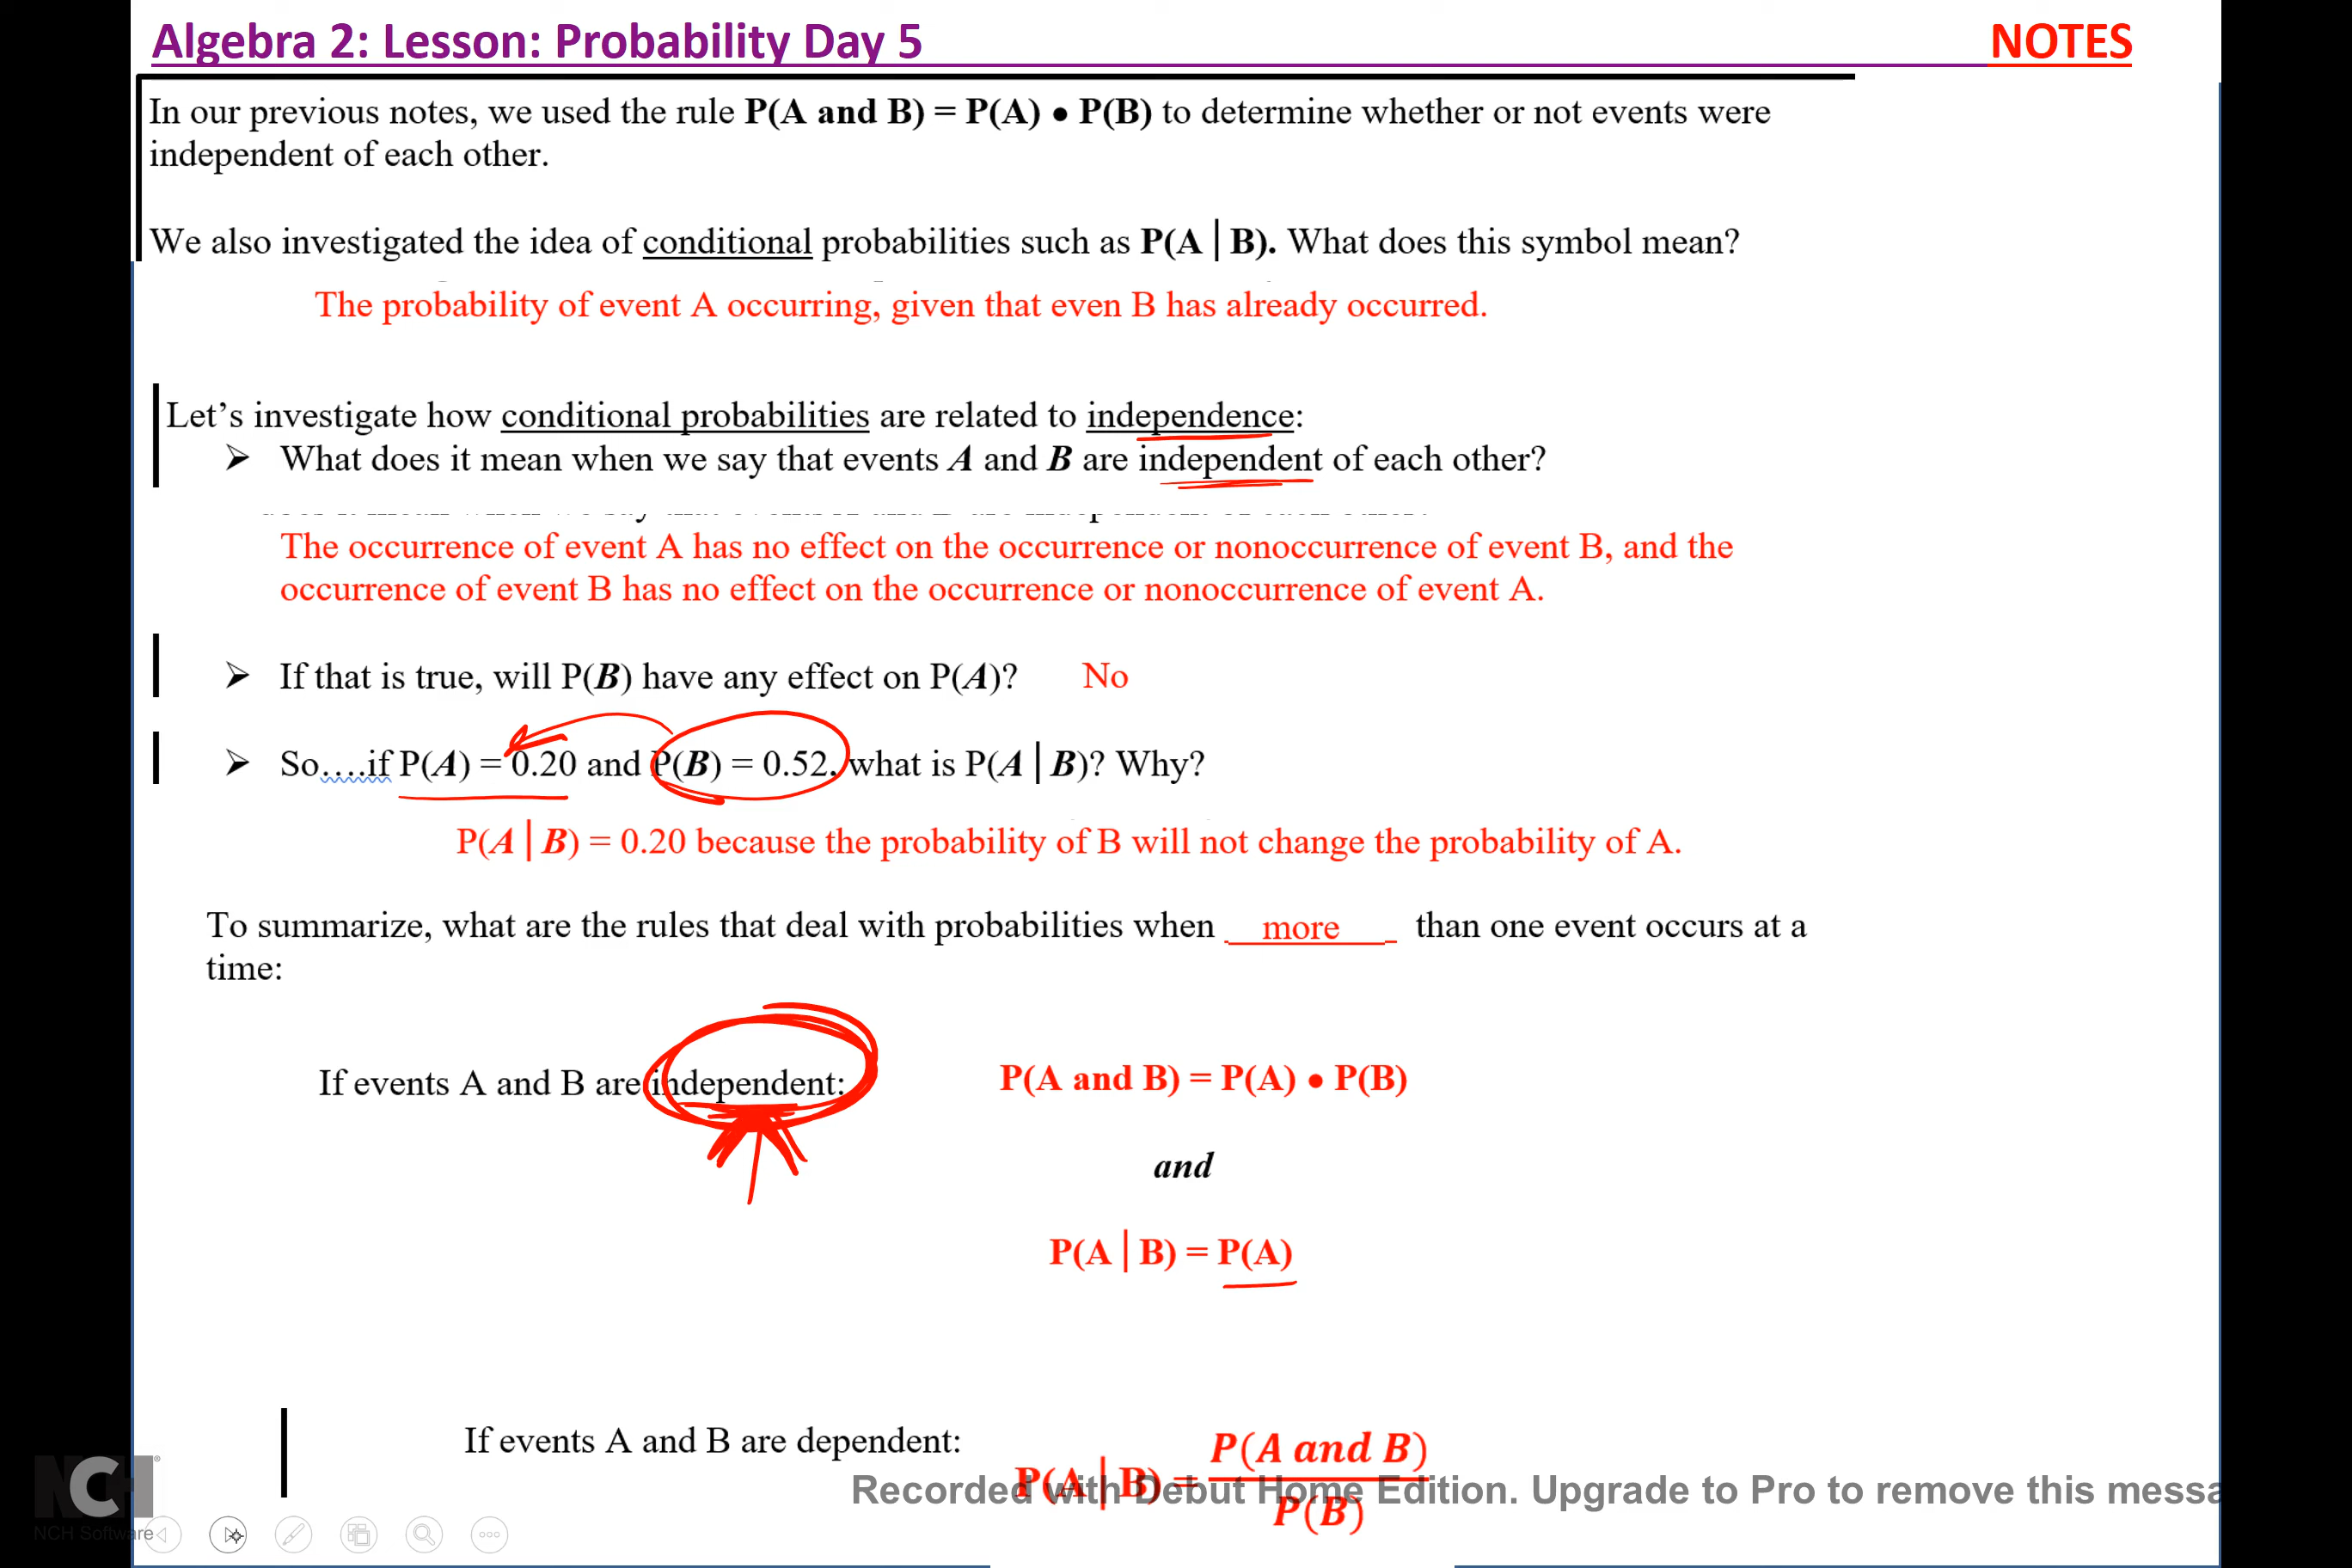 Algebra 2: Lesson: Probability Day 5 NOTES
In our previous notes, we used the rule P(A and B) = P(A) • P(B) to determine whether or not events were
independent of each other.
We also investigated the idea of conditional probabilities such as P(A | B). What does this symbol mean?
The probability of event A occurring, given that even B has already occurred.
Let’s investigate how conditional probabilities are related to independence:
➢ What does it mean when we say that events A and B are independent of each other?
The occurrence of event A has no effect on the occurrence or nonoccurrence of event B, and the
occurrence of event B has no effect on the occurrence or nonoccurrence of event A.
➢ If that is true, will P(B) have any effect on P(A)? No
➢ So….if P(A) = 0.20 and P(B) = 0.52, what is P(A | B)? Why?
P(A | B) = 0.20 because the probability of B will not change the probability of A.
To summarize, what are the rules that deal with probabilities when more than one event occurs at a
time:
If events A and B are independent: P(A and B) = P(A) • P(B)
and
P(A | B) = P(A)
If events A and B are dependent: P(A | B) = P(A and B) / P(B)
Recorded with Debut Home Edition. Upgrade to Pro to remove this messa
NCH
NCH Software